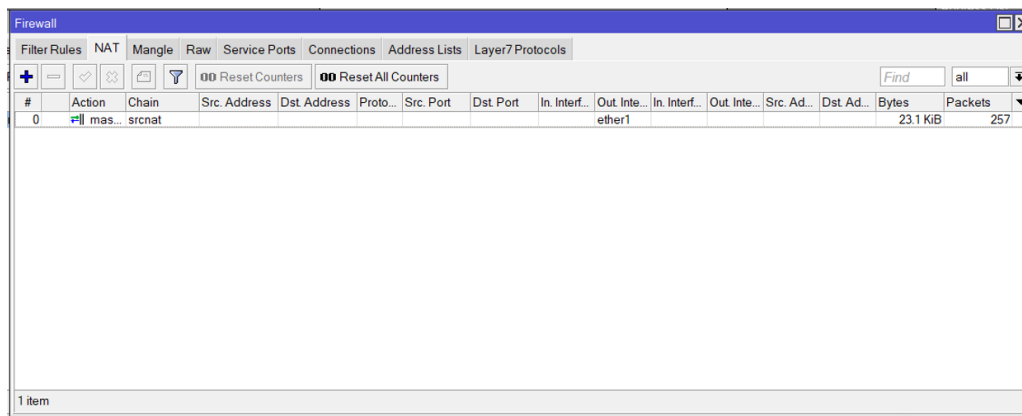 Firewall
Filter Rules NAT Mangle Raw Service Ports Connections Address Lists Layer7 Protocols
00 Reset Counters 00 Reset All Counters Find all
# Action Chain Src. Address Dst. Address Proto... Src. Port Dst. Port In. Interf... Out. Inte... In. Interf... Out. Inte... Src. Ad... Dst. Ad... Bytes Packets
0 mas... srcnat ether1 23.1 KiB 257
1 item